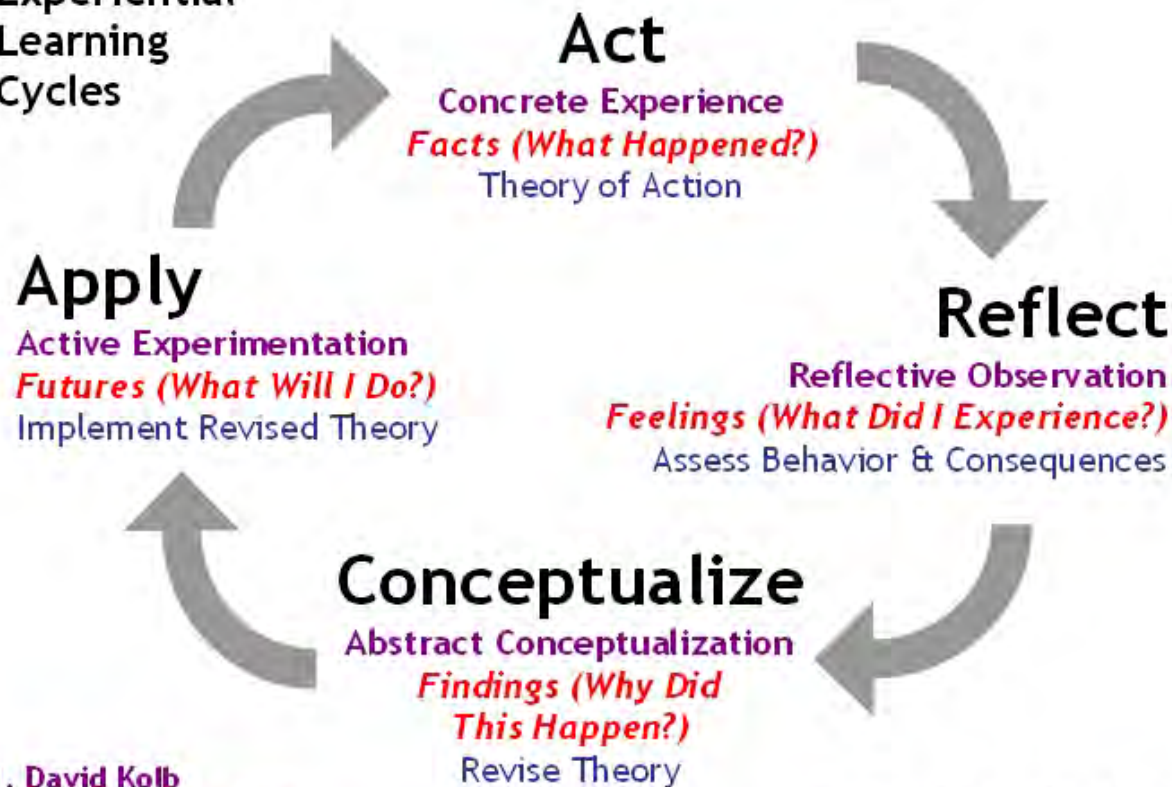 Experiential
Learning
Cycles
Act
Concrete Experience
Facts (What Happened?)
Theory of Action
Reflect
Reflective Observation
Feelings (What Did I Experience?)
Assess Behavior & Consequences
Conceptualize
Abstract Conceptualization
Findings (Why Did
This Happen?)
Revise Theory
Apply
Active Experimentation
Futures (What Will I Do?)
Implement Revised Theory
. David Kolb